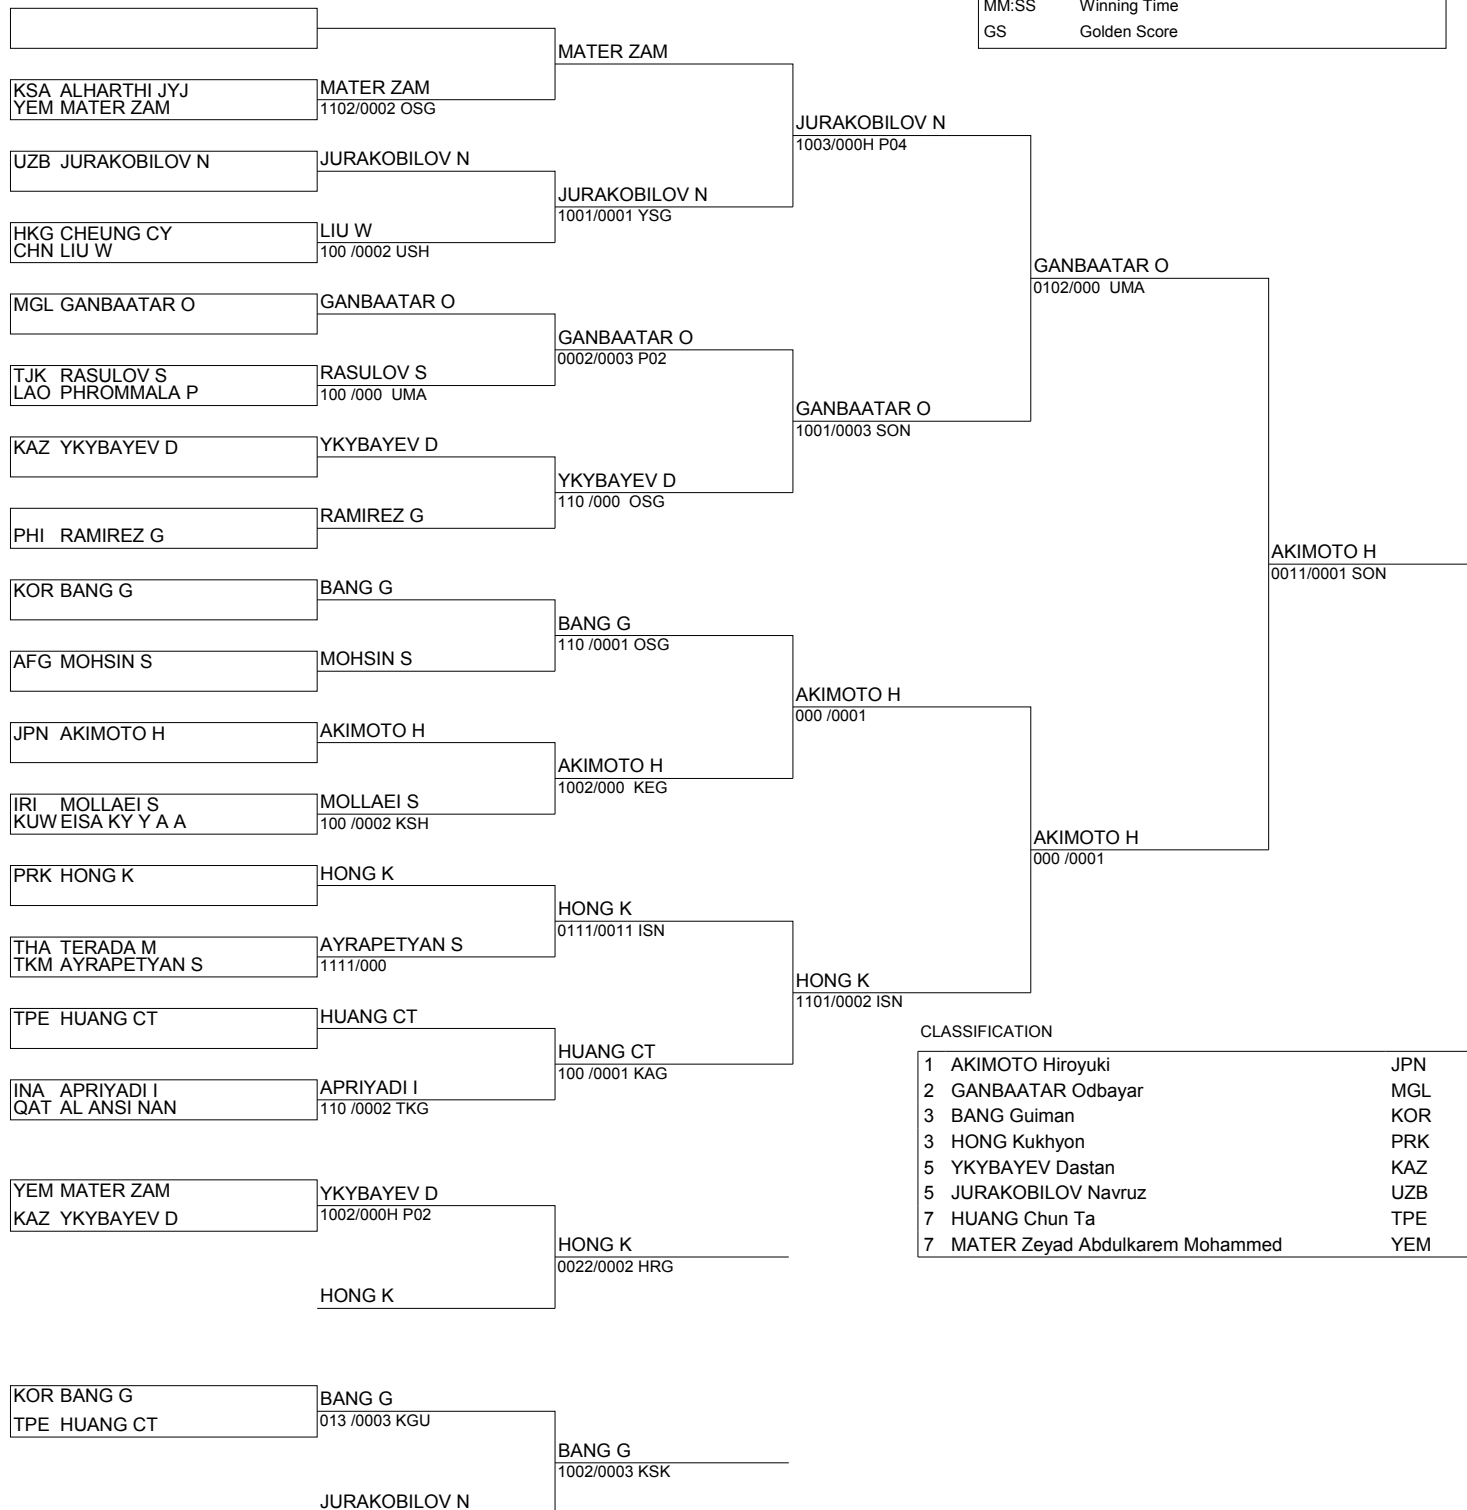 MM:SS Winning Time
GS Golden Score
MATER ZAM
KSA ALHARTHI JYJ
YEM MATER ZAM
MATER ZAM
1102/0002 OSG
JURAKOBILOV N
1003/000H P04
UZB JURAKOBILOV N
JURAKOBILOV N
JURAKOBILOV N
1001/0001 YSG
HKG CHEUNG CY
CHN LIU W
LIU W
100 /0002 USH
GANBAATAR O
0102/000 UMA
MGL GANBAATAR O
GANBAATAR O
GANBAATAR O
0002/0003 P02
TJK RASULOV S
LAO PHROMMALA P
RASULOV S
100 /000 UMA
GANBAATAR O
1001/0003 SON
KAZ YKYBAYEV D
YKYBAYEV D
YKYBAYEV D
110 /000 OSG
PHI RAMIREZ G
RAMIREZ G
AKIMOTO H
0011/0001 SON
KOR BANG G
BANG G
BANG G
110 /0001 OSG
AFG MOHSIN S
MOHSIN S
AKIMOTO H
000 /0001
JPN AKIMOTO H
AKIMOTO H
AKIMOTO H
1002/000 KEG
IRI MOLLAEI S
KUW EISA KY Y A A
MOLLAEI S
100 /0002 KSH
AKIMOTO H
000 /0001
PRK HONG K
HONG K
HONG K
0111/0011 ISN
THA TERADA M
TKM AYRAPETYAN S
AYRAPETYAN S
1111/000
HONG K
1101/0002 ISN
TPE HUANG CT
HUANG CT
HUANG CT
100 /0001 KAG
INA APRIYADI I
QAT AL ANSI NAN
APRIYADI I
110 /0002 TKG
CLASSIFICATION
1 AKIMOTO Hiroyuki JPN
2 GANBAATAR Odbayar MGL
3 BANG Guiman KOR
3 HONG Kukhyon PRK
5 YKYBAYEV Dastan KAZ
5 JURAKOBILOV Navruz UZB
7 HUANG Chun Ta TPE
7 MATER Zeyad Abdulkarem Mohammed YEM
YEM MATER ZAM
KAZ YKYBAYEV D
YKYBAYEV D
1002/000H P02
HONG K
0022/0002 HRG
HONG K
KOR BANG G
TPE HUANG CT
BANG G
013 /0003 KGU
BANG G
1002/0003 KSK
JURAKOBILOV N